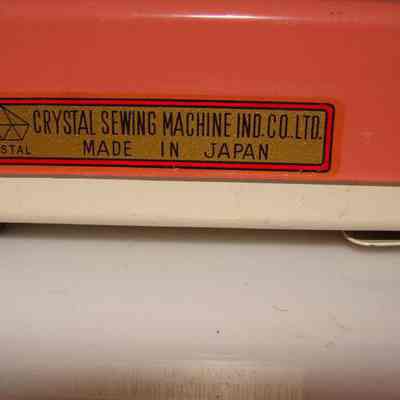 CRYSTAL SEWING MACHINE IND. CO., LTD.
MADE IN JAPAN